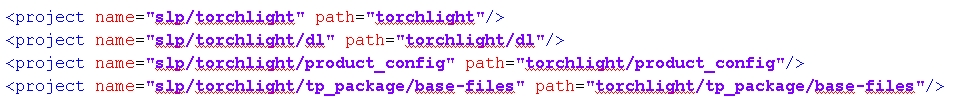 <project name="slp/torchlight" path="torchlight"/>
<project name="slp/torchlight/dl" path="torchlight/dl"/>
<project name="slp/torchlight/product_config" path="torchlight/product_config"/>
<project name="slp/torchlight/tp_package/base-files" path="torchlight/tp_package/base-files"/>